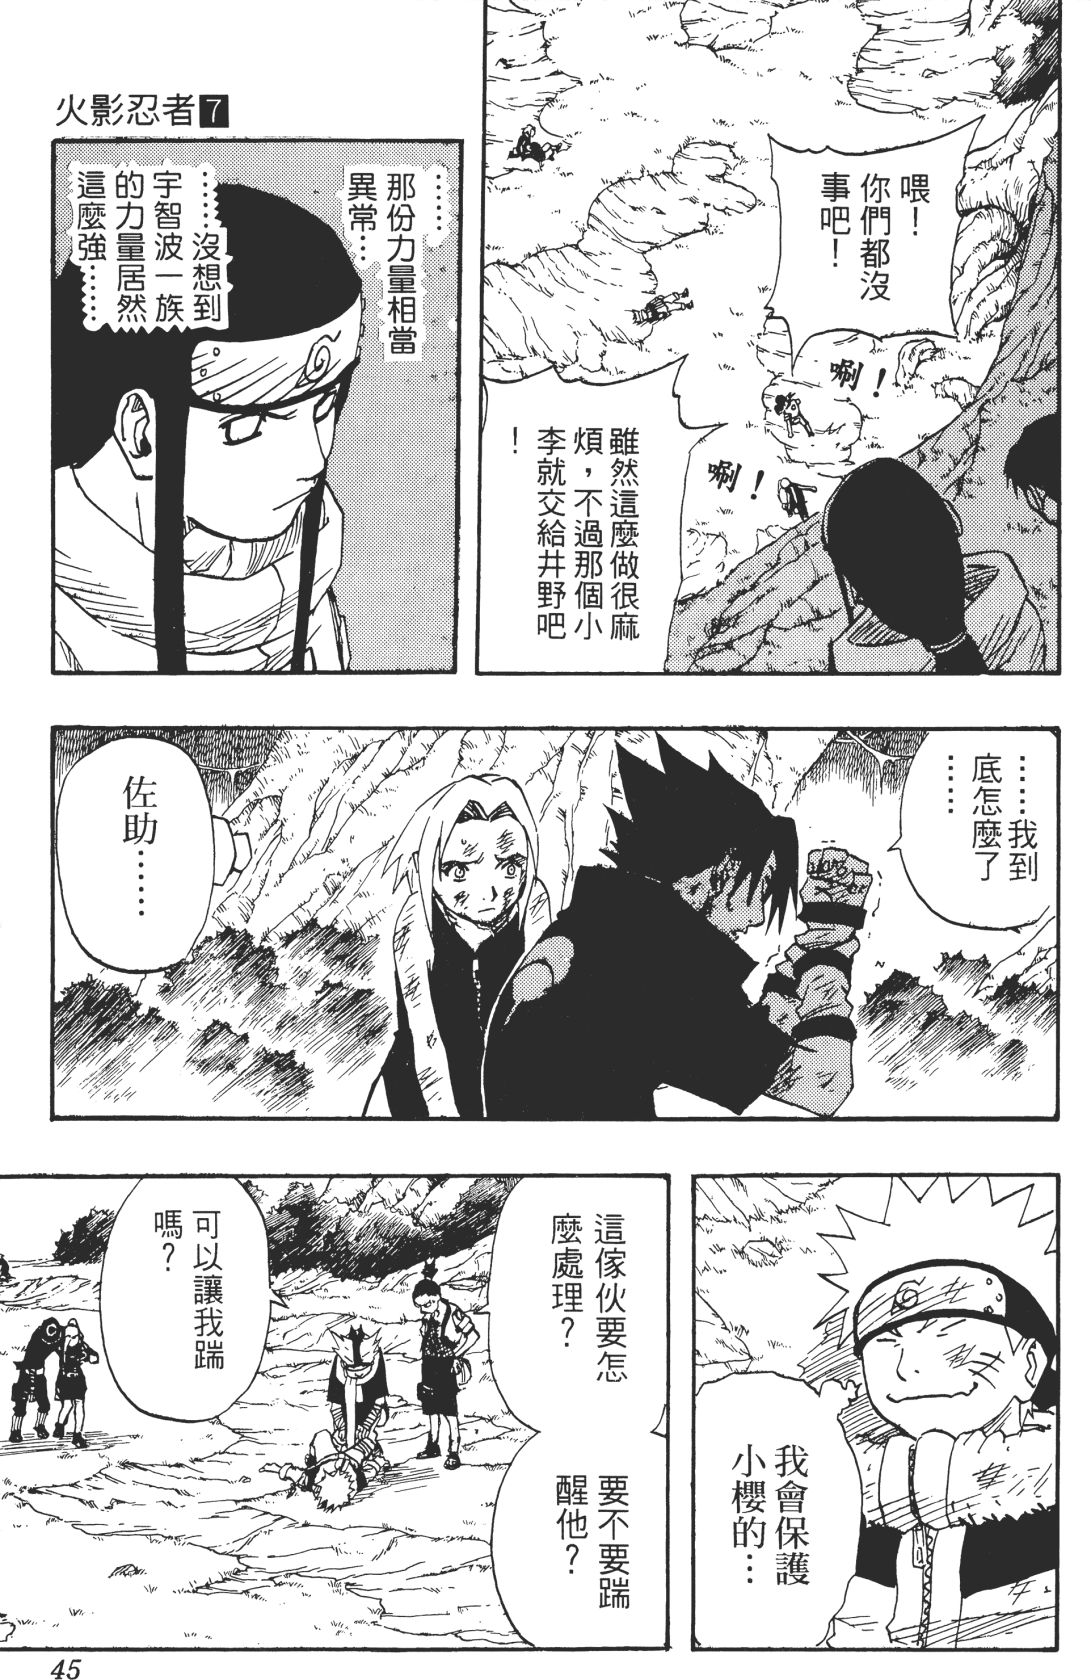 火影忍者7
喂！
你們都沒
事吧！
唰！
唰！
雖然這麼做很麻
煩，不過那個小
李就交給井野吧
！
……
那份力量相當
異常…
……沒想到
宇智波一族
的力量居然
這麼強……
……我到
底怎麼了
……
佐助……
我會保護
小櫻的…
這傢伙要怎
麼處理？
要不要踹
醒他？
可以讓我踹
嗎？
45